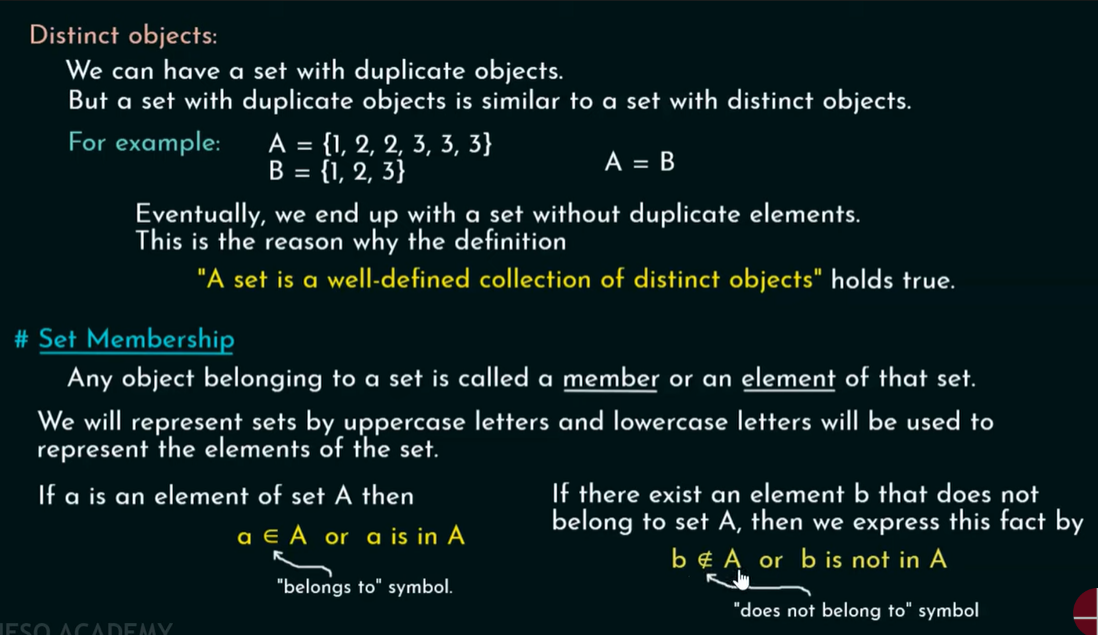 Distinct objects:
We can have a set with duplicate objects.
But a set with duplicate objects is similar to a set with distinct objects.
For example: A = {1, 2, 2, 3, 3, 3}
B = {1, 2, 3}
A = B
Eventually, we end up with a set without duplicate elements.
This is the reason why the definition
"A set is a well-defined collection of distinct objects" holds true.
# Set Membership
Any object belonging to a set is called a member or an element of that set.
We will represent sets by uppercase letters and lowercase letters will be used to
represent the elements of the set.
If a is an element of set A then
a ∈ A or a is in A
"belongs to" symbol.
If there exist an element b that does not
belong to set A, then we express this fact by
b ∉ A or b is not in A
"does not belong to" symbol
NESO ACADEMY